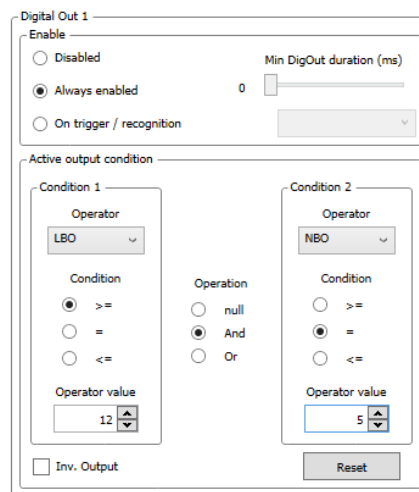 Digital Out 1
Enable
Disabled
Min DigOut duration (ms)
Always enabled
0
On trigger / recognition
Active output condition
Condition 1
Condition 2
Operator
Operator
LBO
NBO
Condition
Operation
Condition
>=
null
>=
=
And
=
<=
Or
<=
Operator value
Operator value
12
5
Inv. Output
Reset